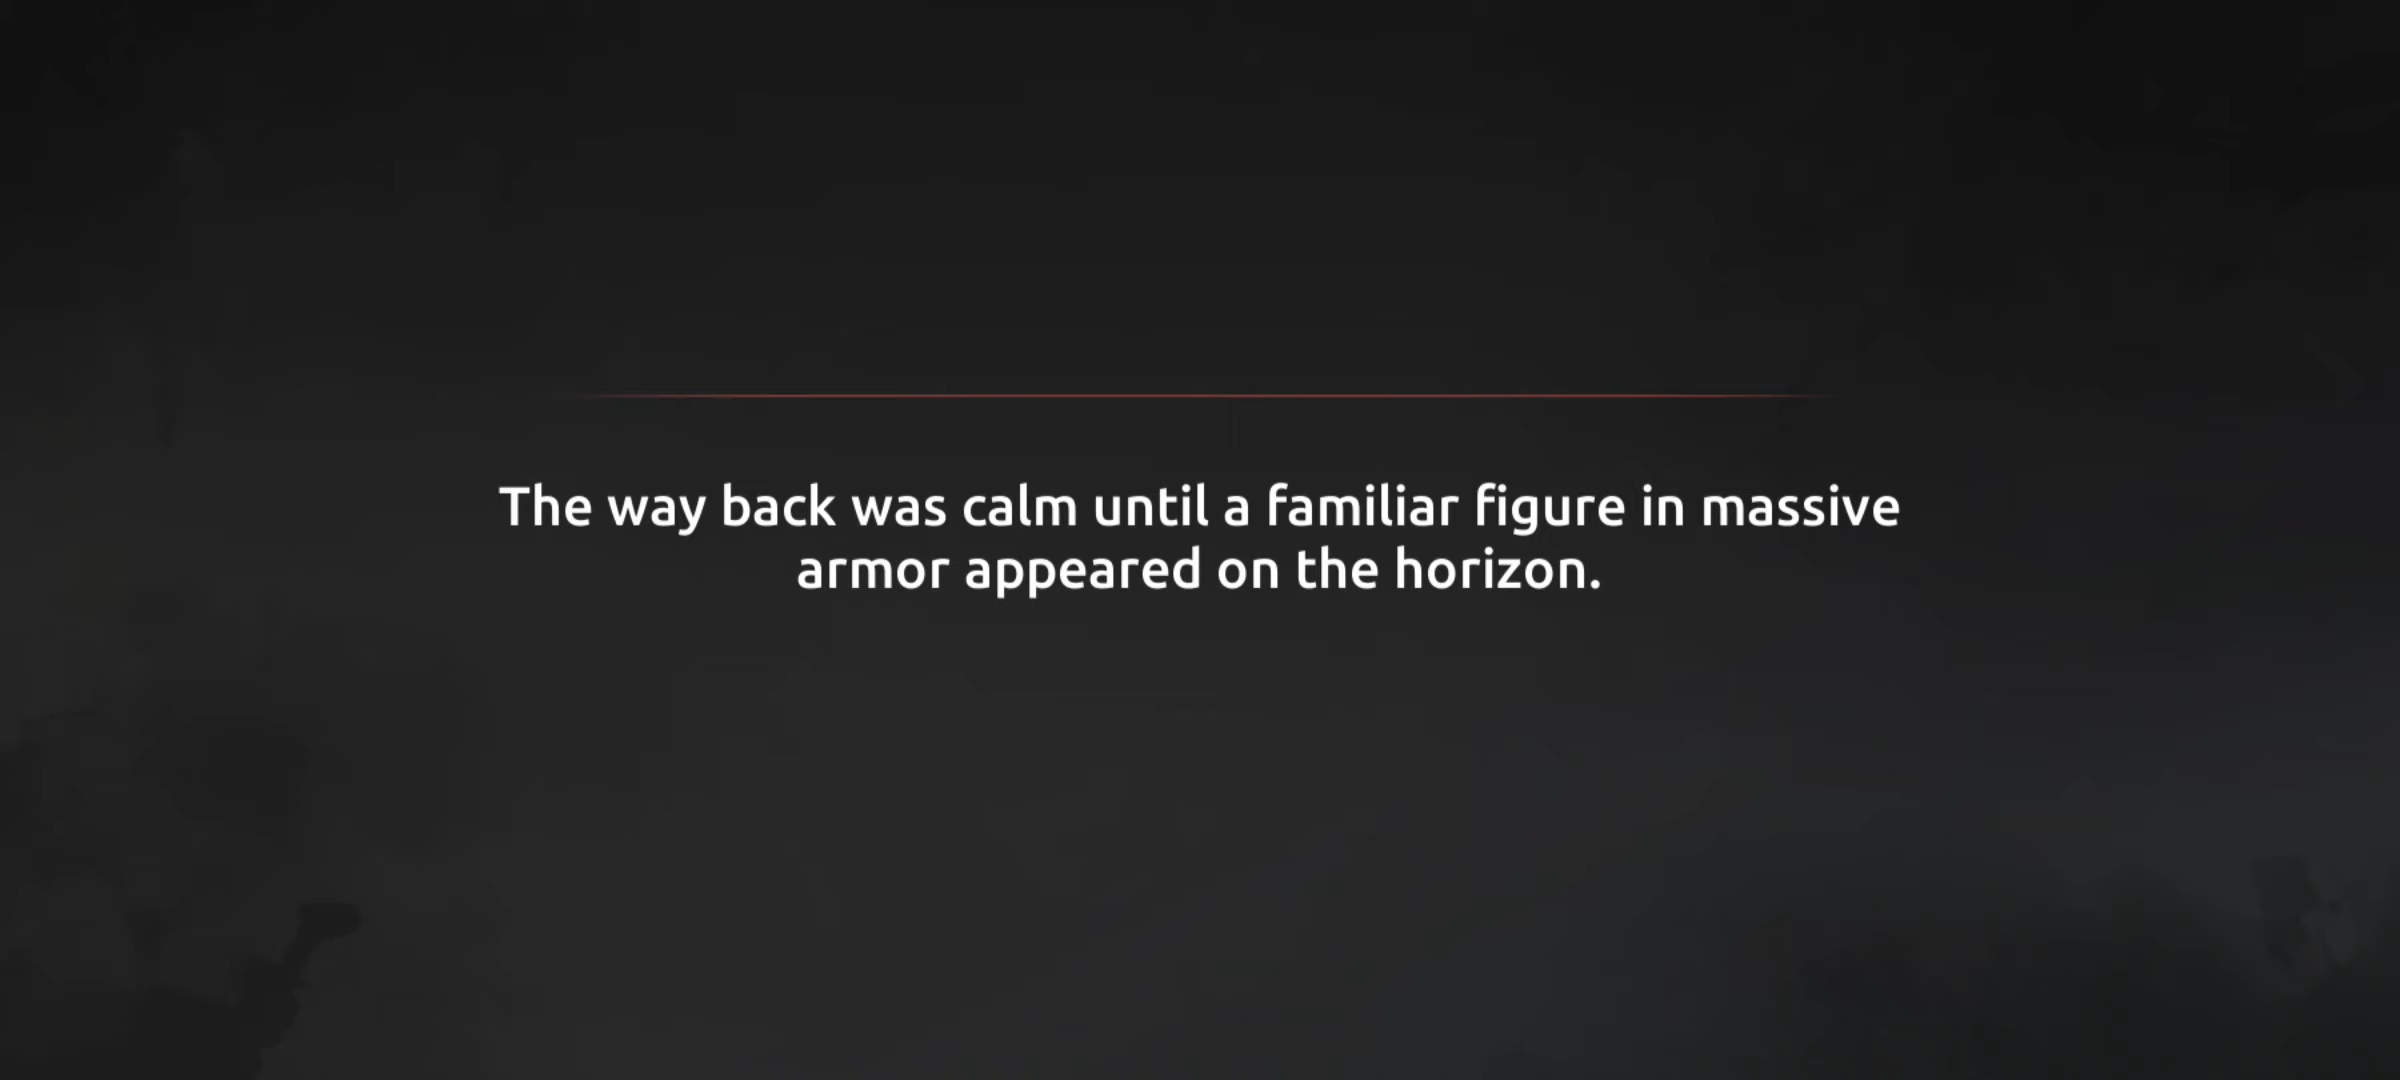 The way back was calm until a familiar figure in massive
armor appeared on the horizon.